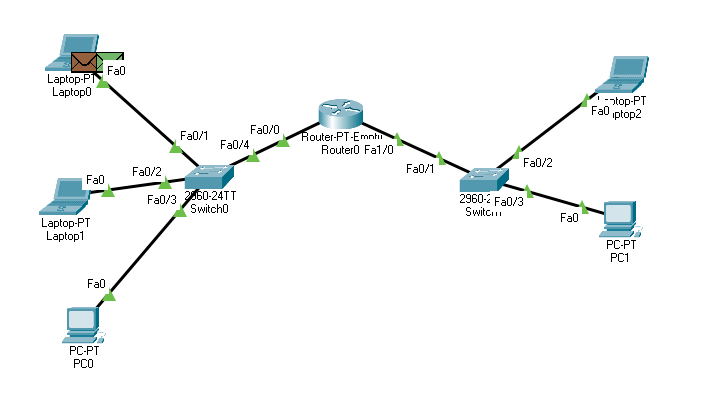 Fa0
Laptop-PT
Laptop0
Fa0/1
Fa0/0
Fa0/4
Router-PT-Empty
Router0
Fa1/0
Fa0
Fa0/2
Fa0/1
Fa0/2
Fa0
Fa0/3
2960-24TT
Switch0
Laptop-PT
Laptop1
Fa0/3
Fa0
PC-PT
PC1
Fa0
PC-PT
PC0